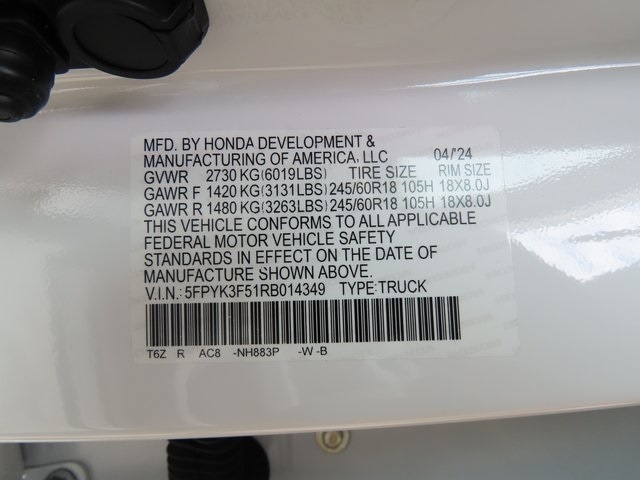 MFD. BY HONDA DEVELOPMENT &
MANUFACTURING OF AMERICA, LLC 04/'24
GVWR 2730 KG(6019LBS) TIRE SIZE RIM SIZE
GAWR F 1420 KG(3131LBS) 245/60R18 105H 18X8.0J
GAWR R 1480 KG(3263LBS) 245/60R18 105H 18X8.0J
THIS VEHICLE CONFORMS TO ALL APPLICABLE
FEDERAL MOTOR VEHICLE SAFETY
STANDARDS IN EFFECT ON THE DATE OF
MANUFACTURE SHOWN ABOVE.
V.I.N.: 5FPYK3F51RB014349 TYPE:TRUCK
T6Z R AC8 -NH883P -W -B